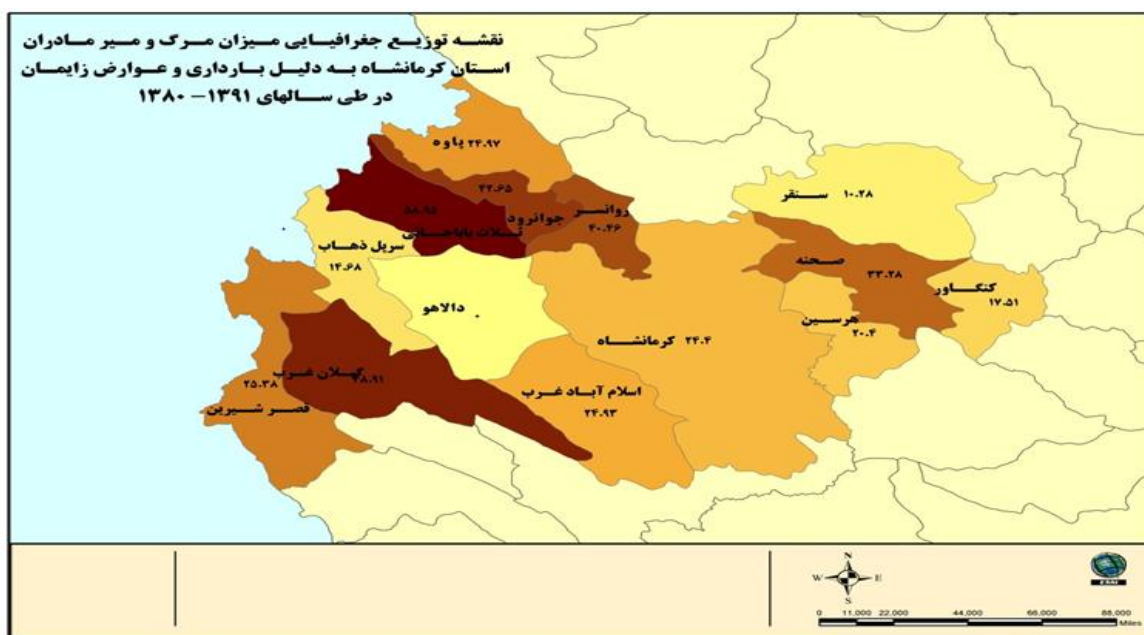 نقشه توزیع جغرافیایی میزان مرگ و میر مادران
استان کرمانشاه به دلیل بارداری و عوارض زایمان
در طی سالهای ۱۳۹۱- ۱۳۸۰
پاوه ۲۴.۹۷
۴۲.۶۵
جوانرود
روانسر
۴۰.۴۶
ثلاث باباجانی
سرپل ذهاب
۱۴.۶۸
دالاهو
سنقر
۱۰.۲۸
صحنه
۳۳.۲۸
کنگاور
۱۷.۵۱
هرسین
۲۰.۴
کرمانشاه ۲۴.۴
اسلام آباد غرب
۲۴.۹۳
گیلان غرب
۲۵.۳۸
قصر شیرین
N
W E
S
0 11,000 22,000 44,000 66,000 88,000
Miles